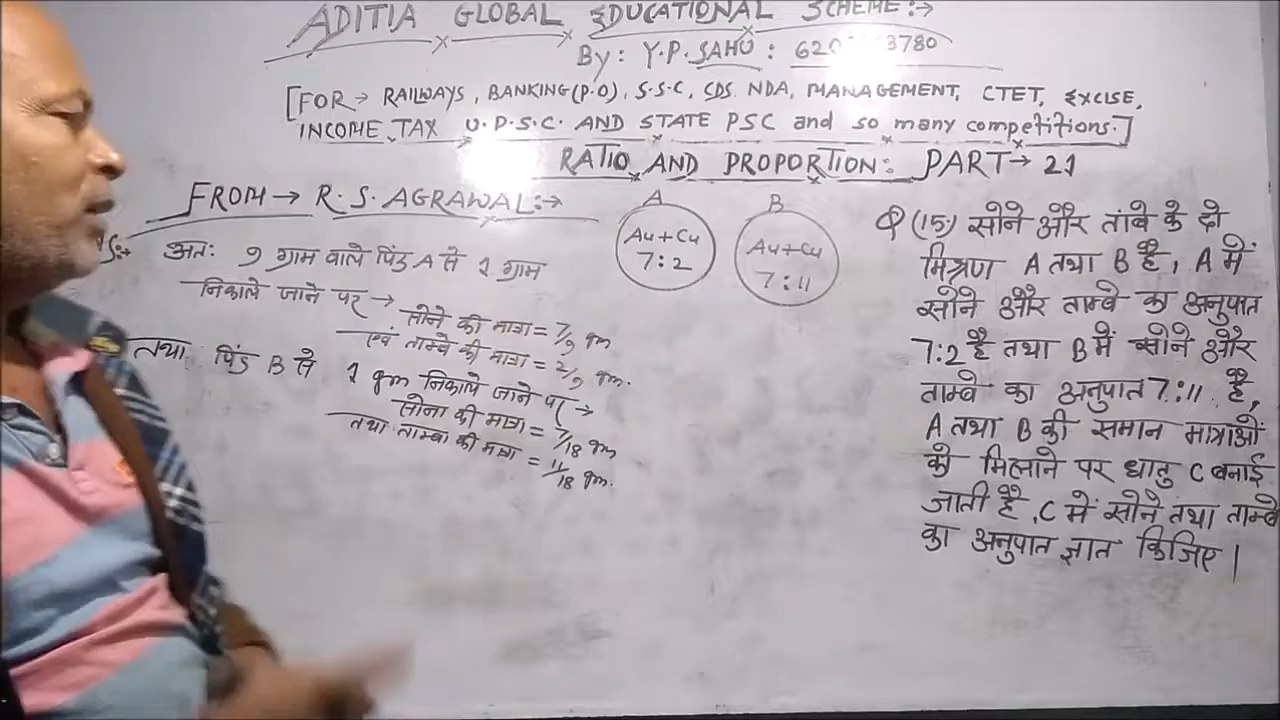 ADITIA GLOBAL EDUCATIONAL SCHEME:→
By: Y.P. SAHU: 3780
[FOR→ RAILWAYS, BANKING(P.O), S.S.C, CDS. NDA, MANAGEMENT, CTET, EXCISE,
INCOME TAX U.P.S.C. AND STATE PSC and so many competitions.]
RATIO AND PROPORTION: PART→ 21
FROM→ R.S. AGRAWAL:→
अतः 9 ग्राम वाले पिंड A से 1 ग्राम
निकाले जाने पर →
सोने की मात्रा = 7/9 gm
एवं ताम्वे की मात्रा = 2/9 gm.
तथा पिंड B से 1 gm निकाले जाने पर →
सोना की मात्रा = 7/18 gm
तथा ताम्वा की मात्रा = 11/18 gm.
A
Au+Cu
7:2
B
Au+Cu
7:11
Q (15) सोने और तांबे के दो
मिश्रण A तथा B है, A में
सोने और ताम्वे का अनुपात
7:2 है तथा B में सोने और
ताम्वे का अनुपात 7:11 है,
A तथा B की समान मात्राओं
को मिलाने पर धातु C बनाई
जाती है, C में सोने तथा ताम्वे
का अनुपात ज्ञात किजिए।